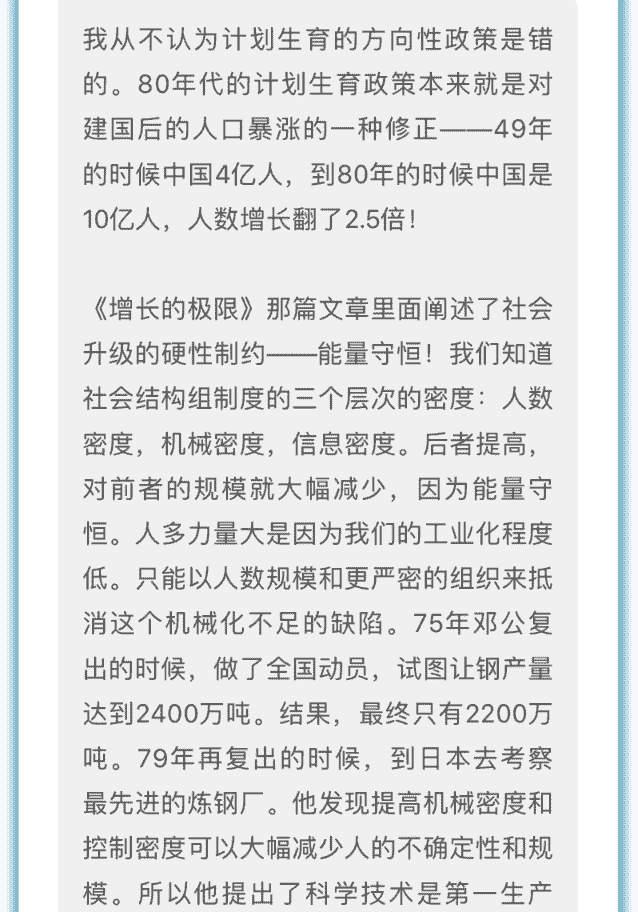 我从不认为计划生育的方向性政策是错
的。80年代的计划生育政策本来就是对
建国后的人口暴涨的一种修正——49年
的时候中国4亿人，到80年的时候中国是
10亿人，人数增长翻了2.5倍！
《增长的极限》那篇文章里面阐述了社会
升级的硬性制约——能量守恒！我们知道
社会结构组制度的三个层次的密度：人数
密度，机械密度，信息密度。后者提高，
对前者的规模就大幅减少，因为能量守
恒。人多力量大是因为我们的工业化程度
低。只能以人数规模和更严密的组织来抵
消这个机械化不足的缺陷。75年邓公复
出的时候，做了全国动员，试图让钢产量
达到2400万吨。结果，最终只有2200万
吨。79年再复出的时候，到日本去考察
最先进的炼钢厂。他发现提高机械密度和
控制密度可以大幅减少人的不确定性和规
模。所以他提出了科学技术是第一生产